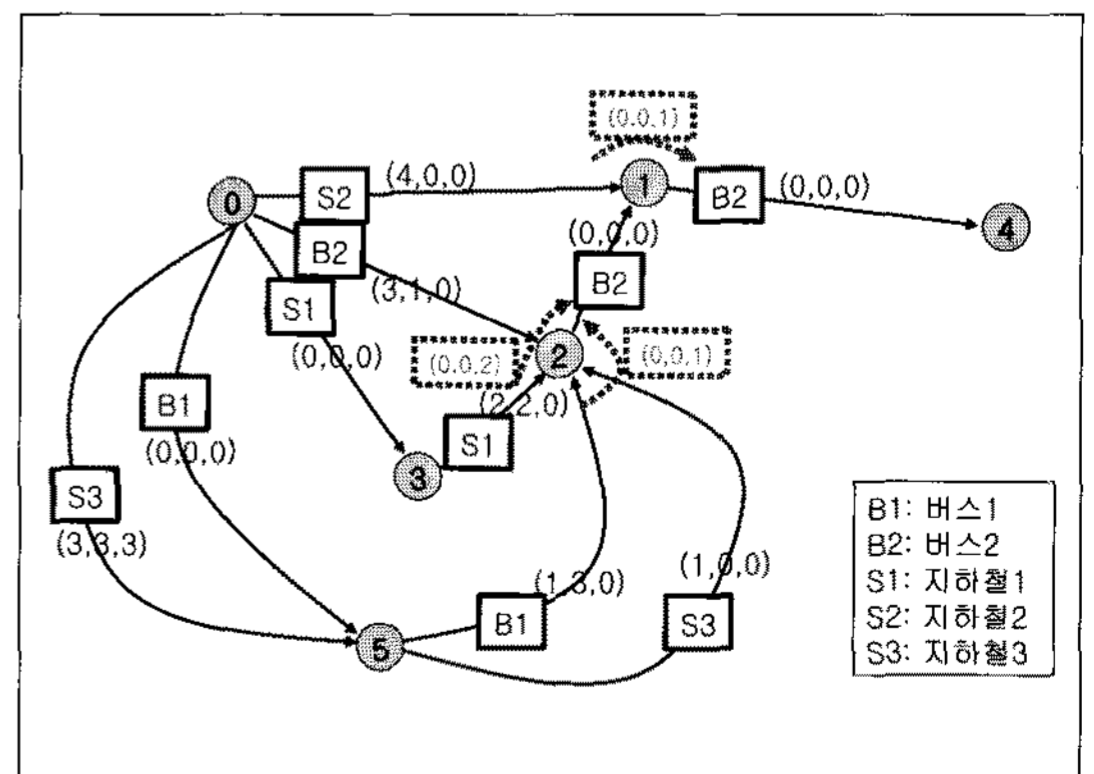 (0,0,1)
0
S2
(4,0,0)
1
B2
(0,0,0)
4
B2
(3,1,0)
(0,0,0)
B2
S1
(0,0,0)
(0,0,2)
2
(0,0,1)
B1
(0,0,0)
(2,2,0)
S1
3
S3
(3,3,3)
(1,3,0)
B1
(1,0,0)
S3
5
B1: 버스1
B2: 버스2
S1: 지하철1
S2: 지하철2
S3: 지하철3